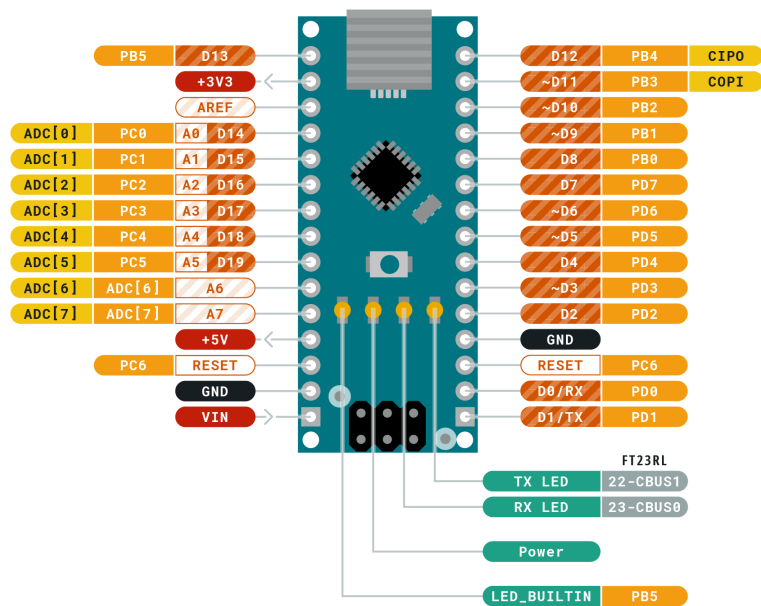 PB5 D13 D12 PB4 CIPO
+3V3 ~D11 PB3 COPI
AREF ~D10 PB2
ADC[0] PC0 A0 D14 ~D9 PB1
ADC[1] PC1 A1 D15 D8 PB0
ADC[2] PC2 A2 D16 D7 PD7
ADC[3] PC3 A3 D17 ~D6 PD6
ADC[4] PC4 A4 D18 ~D5 PD5
ADC[5] PC5 A5 D19 D4 PD4
ADC[6] ADC[6] A6 ~D3 PD3
ADC[7] ADC[7] A7 D2 PD2
+5V GND
PC6 RESET RESET PC6
GND D0/RX PD0
VIN D1/TX PD1
FT23RL
TX LED 22-CBUS1
RX LED 23-CBUS0
Power
LED_BUILTIN PB5